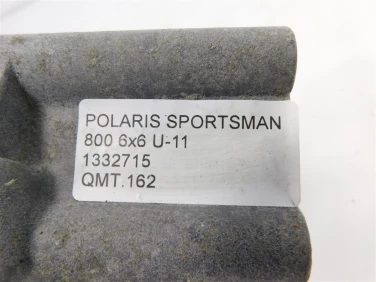 POLARIS SPORTSMAN
800 6x6 U-11
1332715
QMT.162